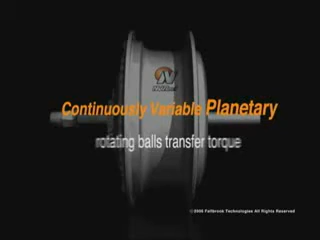 Continuously Variable Planetary
rotating balls transfer torque
©2006 Fallbrook Technologies All Rights Reserved